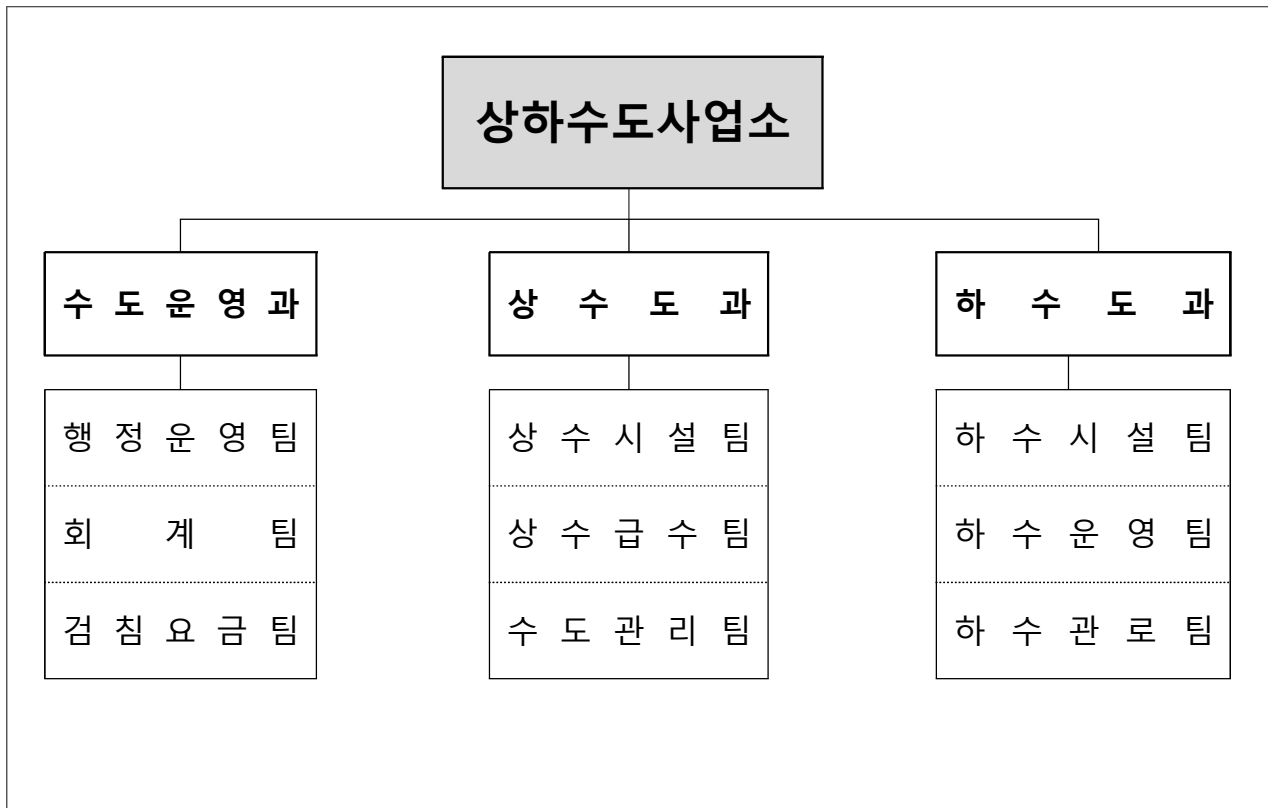 상하수도사업소
수도운영과
상수도과
하수도과
행정운영팀
회계팀
검침요금팀
상수시설팀
상수급수팀
수도관리팀
하수시설팀
하수운영팀
하수관로팀